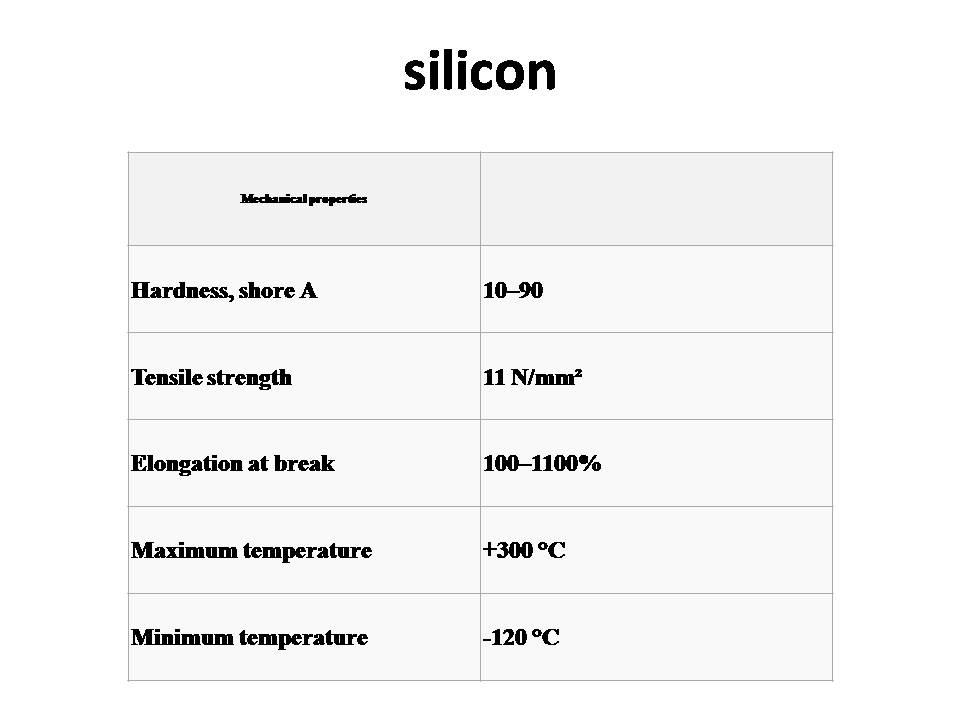 silicon
Mechanical properties
Hardness, shore A 10–90
Tensile strength 11 N/mm²
Elongation at break 100–1100%
Maximum temperature +300 °C
Minimum temperature -120 °C